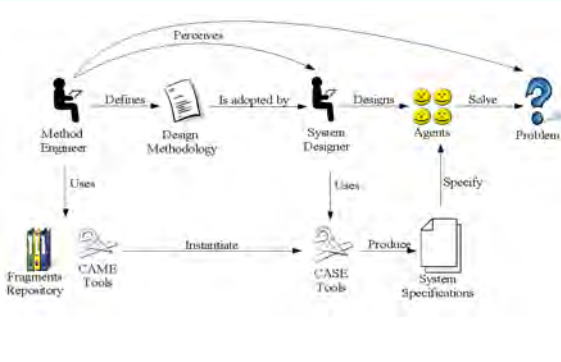 Perceives
Defines
Is adopted by
Designs
Solve
Method
Engineer
Design
Methodology
System
Designer
Agents
Problem
Uses
Uses
Specify
Fragments
Repository
CAME
Tools
Instantiate
CASE
Tools
Produce
System
Specifications